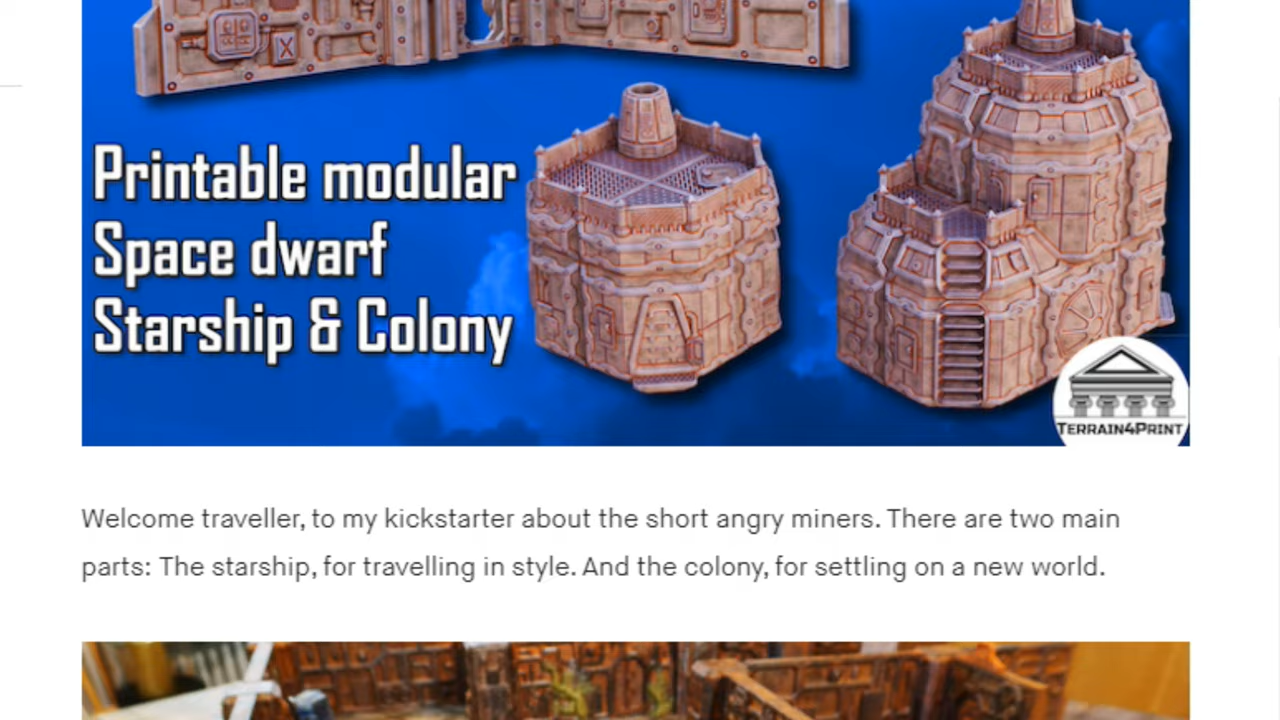 Printable modular
Space dwarf
Starship & Colony
TERRAIN4PRINT
Welcome traveller, to my kickstarter about the short angry miners. There are two main
parts: The starship, for travelling in style. And the colony, for settling on a new world.